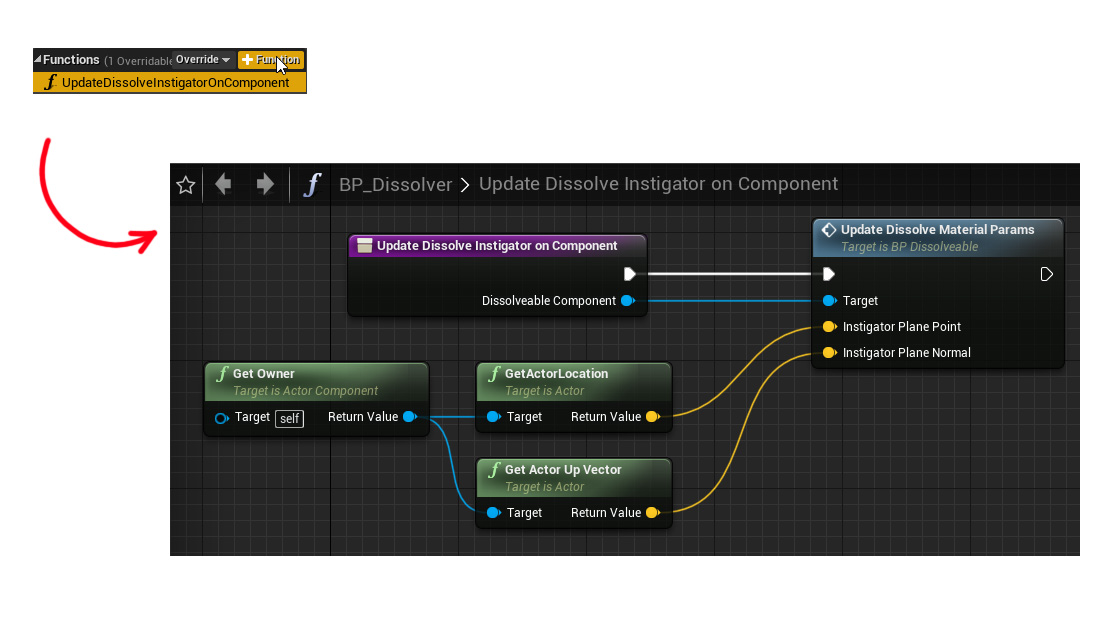 Functions (1 Overridable Override Function
f UpdateDissolveInstigatorOnComponent
f BP_Dissolver > Update Dissolve Instigator on Component
Update Dissolve Instigator on Component
Dissolveable Component
Update Dissolve Material Params
Target is BP Dissolveable
Target
Instigator Plane Point
Instigator Plane Normal
f Get Owner
Target is Actor Component
Target self Return Value
f GetActorLocation
Target is Actor
Target Return Value
f Get Actor Up Vector
Target is Actor
Target Return Value